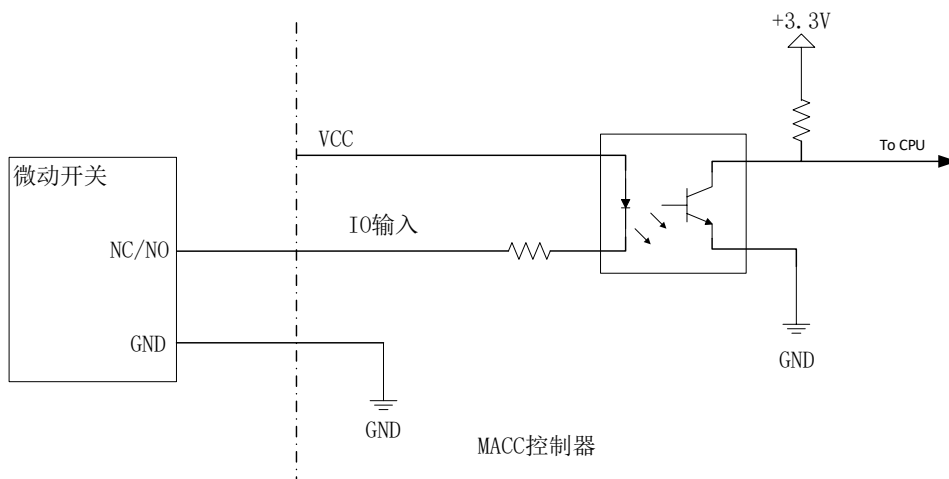 +3.3V
VCC
To CPU
微动开关
IO输入
NC/NO
GND
GND
GND
MACC控制器